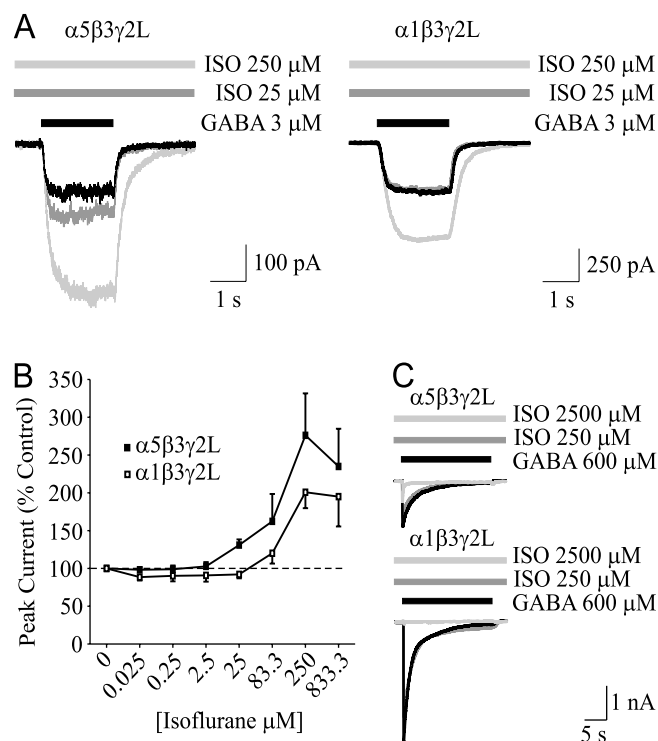 A
α5β3γ2L
ISO 250 μM
ISO 25 μM
GABA 3 μM
100 pA
1 s
α1β3γ2L
ISO 250 μM
ISO 25 μM
GABA 3 μM
250 pA
1 s
B
Peak Current (% Control)
350
300
250
200
150
100
50
0
α5β3γ2L
α1β3γ2L
0
0.025
0.25
2.5
25
83.3
250
833.3
[Isoflurane μM]
C
α5β3γ2L
ISO 2500 μM
ISO 250 μM
GABA 600 μM
α1β3γ2L
ISO 2500 μM
ISO 250 μM
GABA 600 μM
1 nA
5 s